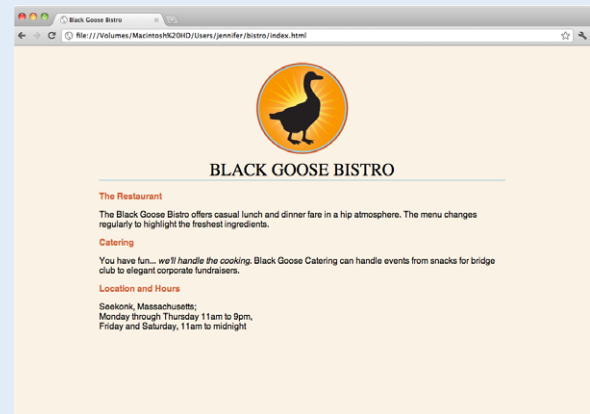 Black Goose Bistro
file:///Volumes/Macintosh%20HD/Users/jennifer/bistro/index.html
BLACK GOOSE BISTRO
The Restaurant
The Black Goose Bistro offers casual lunch and dinner fare in a hip atmosphere. The menu changes
regularly to highlight the freshest ingredients.
Catering
You have fun... we'll handle the cooking. Black Goose Catering can handle events from snacks for bridge
club to elegant corporate fundraisers.
Location and Hours
Seekonk, Massachusetts;
Monday through Thursday 11am to 9pm,
Friday and Saturday, 11am to midnight